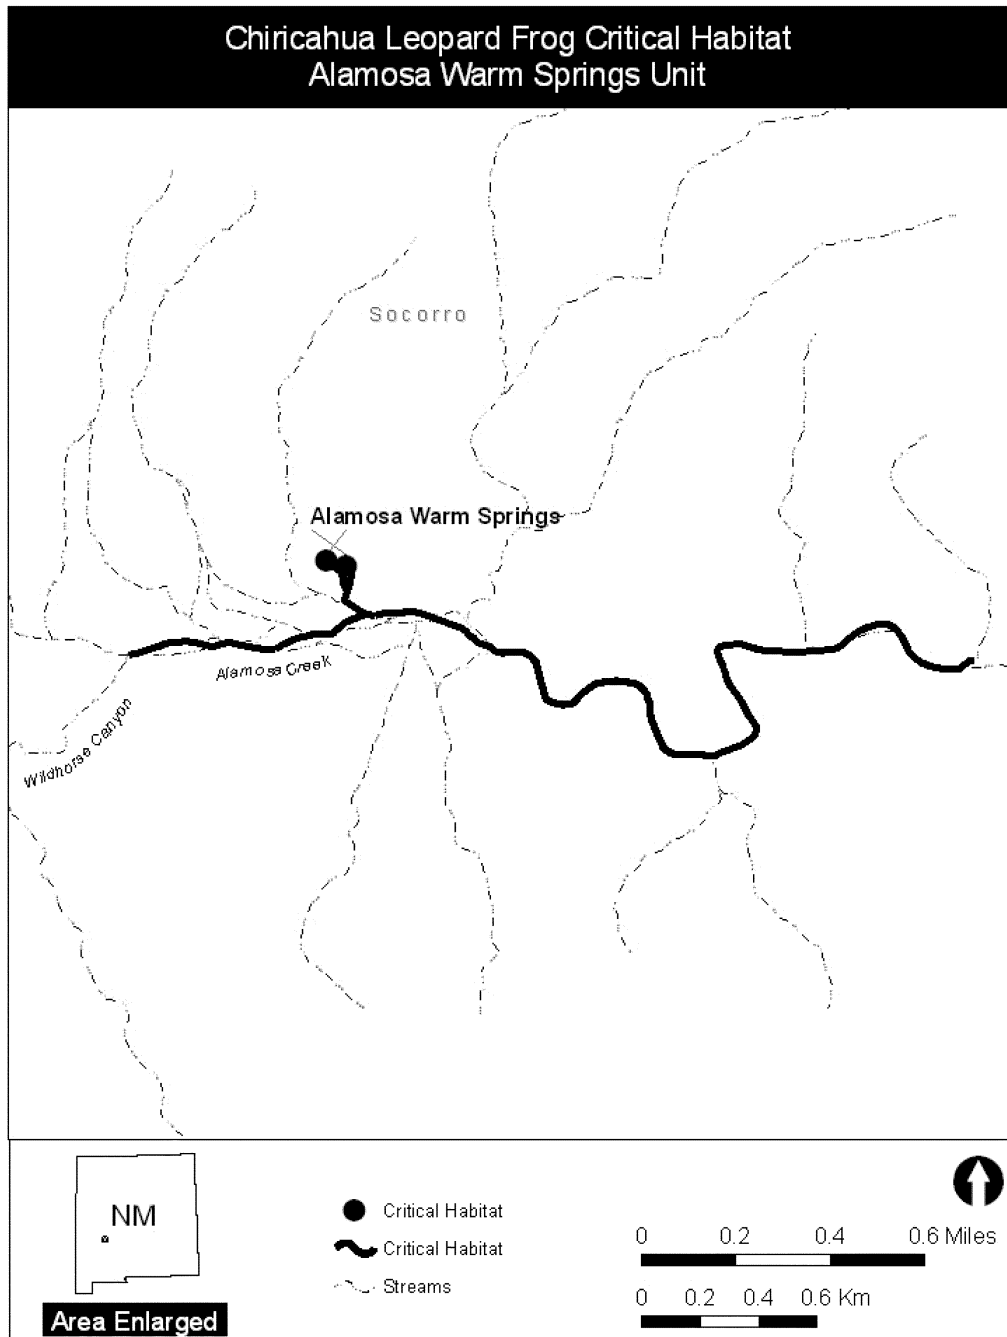 Chiricahua Leopard Frog Critical Habitat
Alamosa Warm Springs Unit
Socorro
Alamosa Warm Springs
Alamosa Creek
Wildhorse Canyon
NM
Area Enlarged
Critical Habitat
Critical Habitat
Streams
0 0.2 0.4 0.6 Miles
0 0.2 0.4 0.6 Km